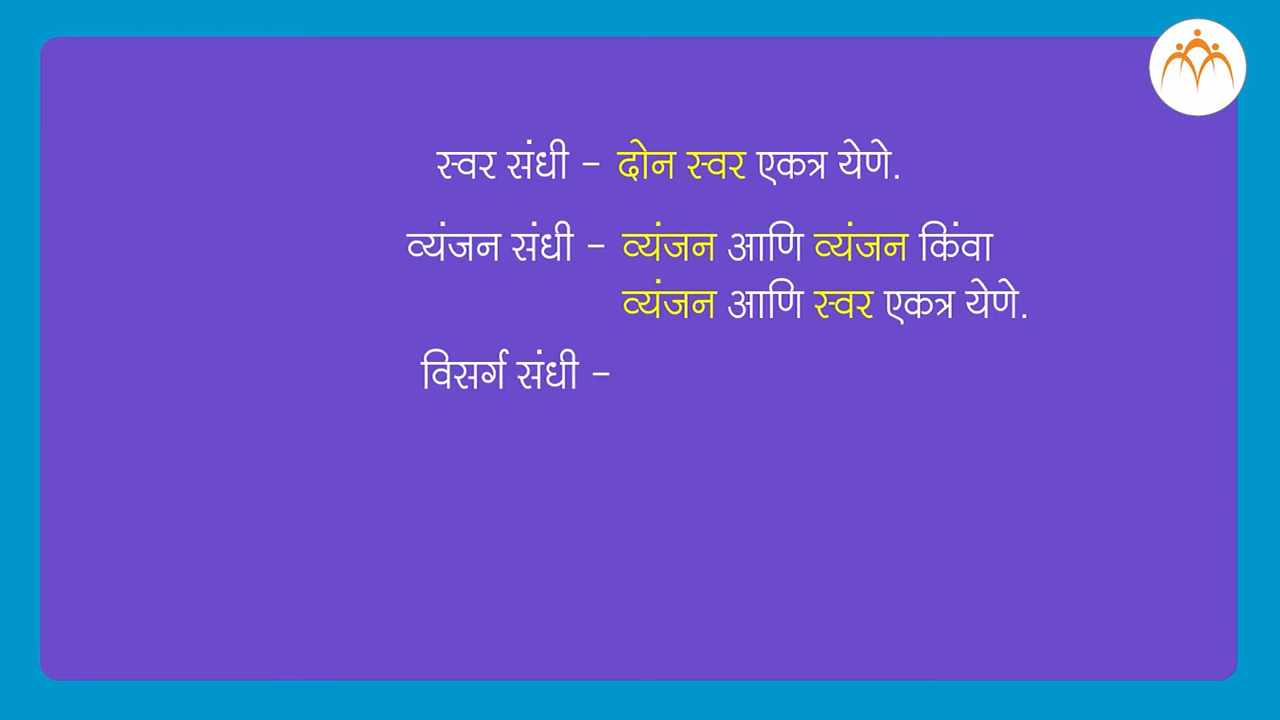 स्वर संधी - दोन स्वर एकत्र येणे.
व्यंजन संधी - व्यंजन आणि व्यंजन किंवा
व्यंजन आणि स्वर एकत्र येणे.
विसर्ग संधी -